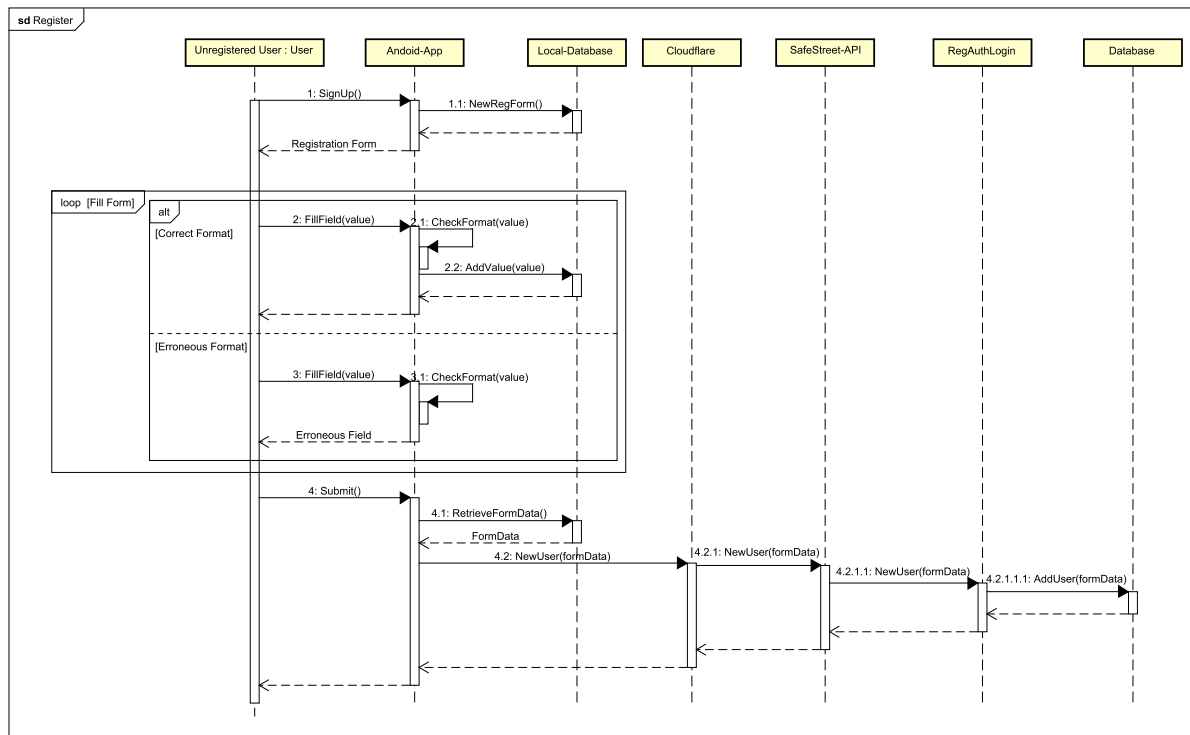 sd Register
Unregistered User : User
Andoid-App
Local-Database
Cloudflare
SafeStreet-API
RegAuthLogin
Database
1: SignUp()
1.1: NewRegForm()
Registration Form
loop [Fill Form]
alt
[Correct Format]
2: FillField(value)
2.1: CheckFormat(value)
2.2: AddValue(value)
[Erroneous Format]
3: FillField(value)
3.1: CheckFormat(value)
Erroneous Field
4: Submit()
4.1: RetrieveFormData()
FormData
4.2: NewUser(formData)
4.2.1: NewUser(formData)
4.2.1.1: NewUser(formData)
4.2.1.1.1: AddUser(formData)